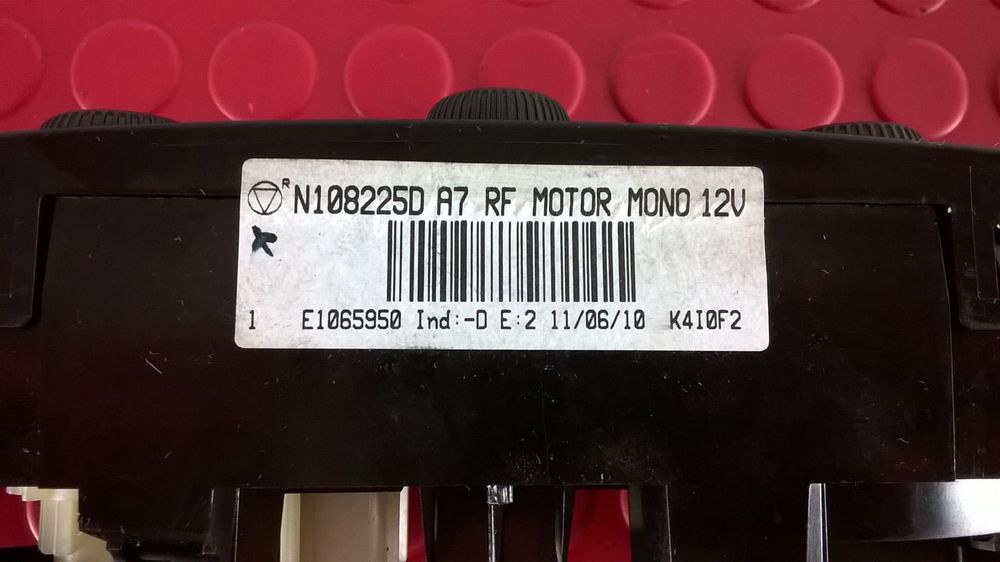 R
N108225D A7 RF MOTOR MONO 12V
1 E1065950 Ind:-D E:2 11/06/10 K4I0F2